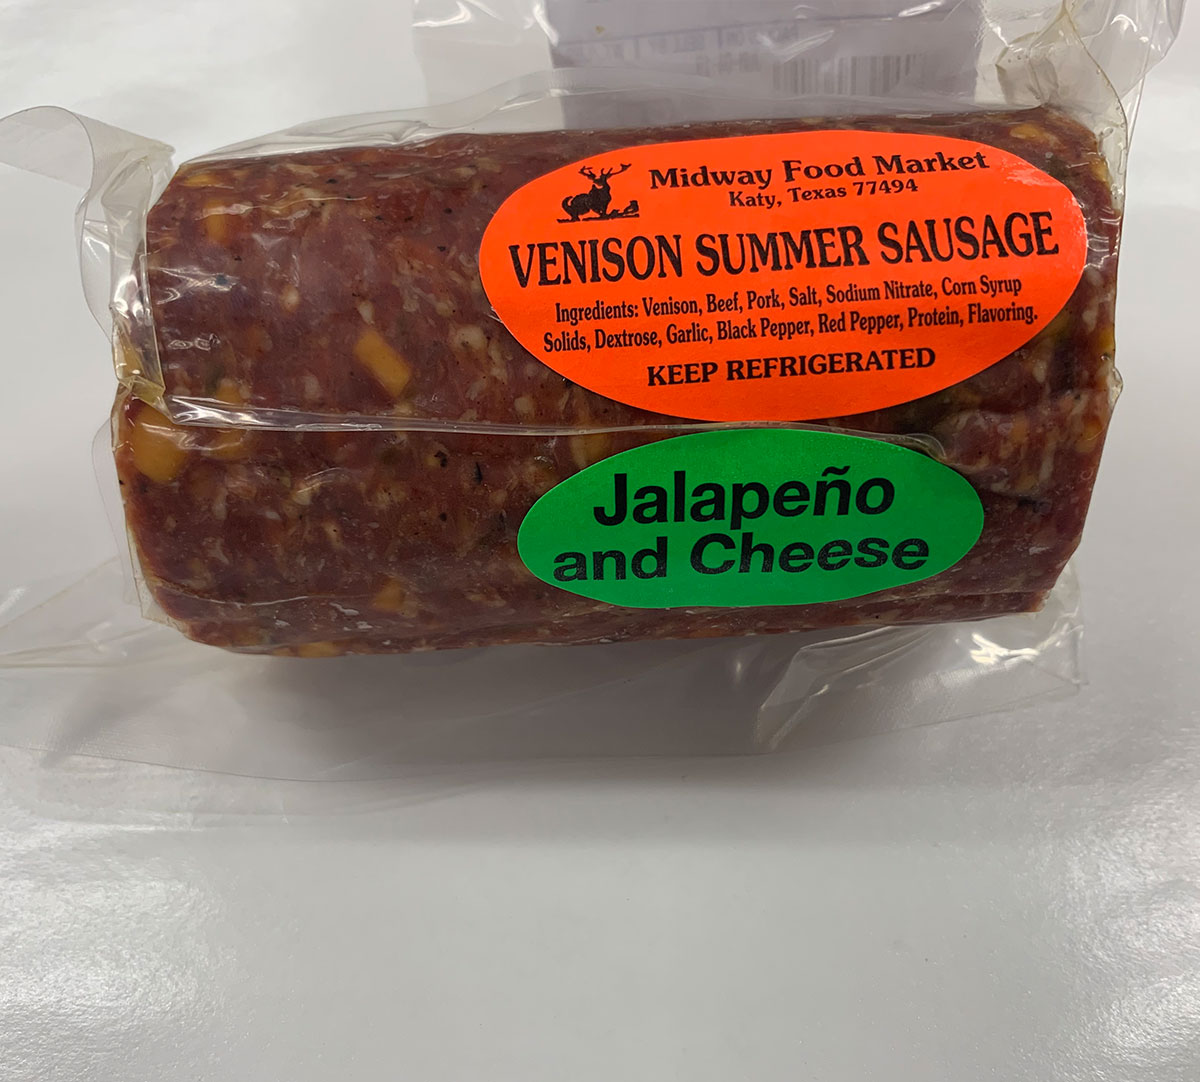 Midway Food Market
Katy, Texas 77494
VENISON SUMMER SAUSAGE
Ingredients: Venison, Beef, Pork, Salt, Sodium Nitrate, Corn Syrup
Solids, Dextrose, Garlic, Black Pepper, Red Pepper, Protein, Flavoring.
KEEP REFRIGERATED
Jalapeño
and Cheese